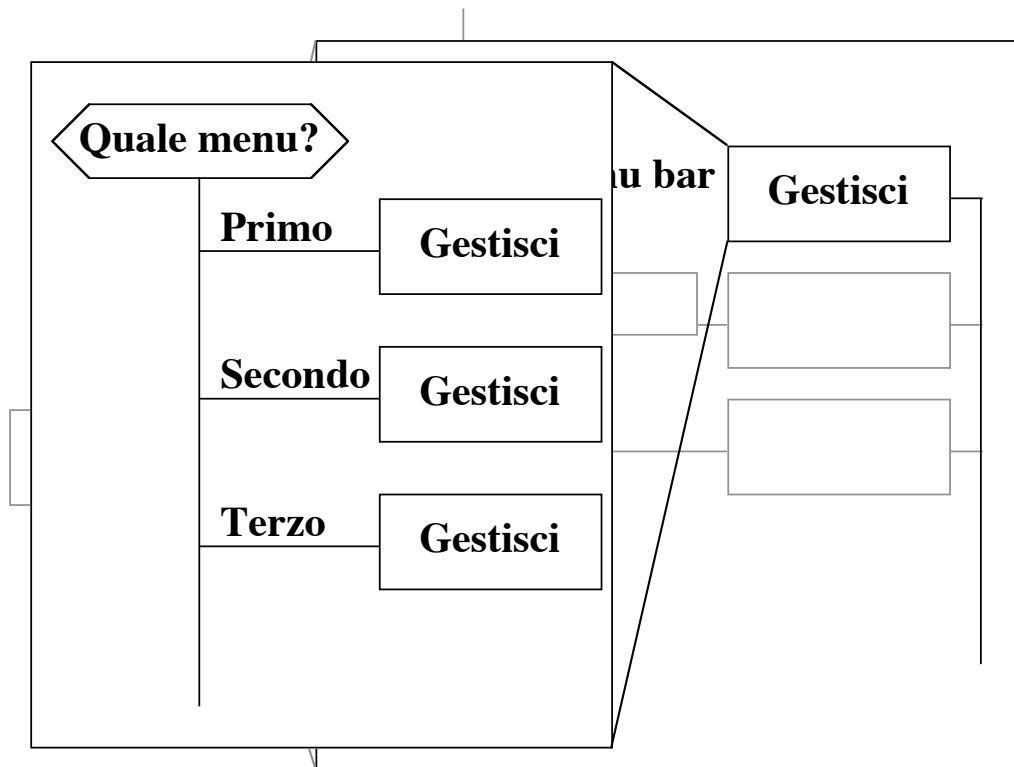 Quale menu?
Primo
Gestisci
Secondo
Gestisci
Terzo
Gestisci
bar
Gestisci